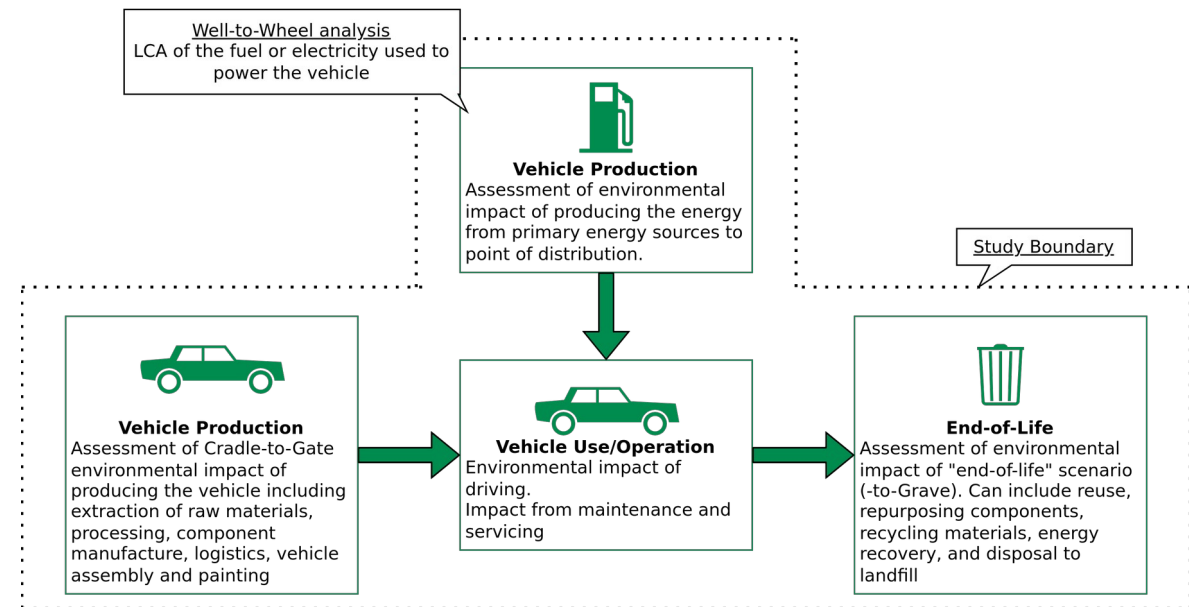 Well-to-Wheel analysis
LCA of the fuel or electricity used to
power the vehicle
Vehicle Production
Assessment of environmental
impact of producing the energy
from primary energy sources to
point of distribution.
Study Boundary
Vehicle Production
Assessment of Cradle-to-Gate
environmental impact of
producing the vehicle including
extraction of raw materials,
processing, component
manufacture, logistics, vehicle
assembly and painting
Vehicle Use/Operation
Environmental impact of
driving.
Impact from maintenance and
servicing
End-of-Life
Assessment of environmental
impact of "end-of-life" scenario
(-to-Grave). Can include reuse,
repurposing components,
recycling materials, energy
recovery, and disposal to
landfill